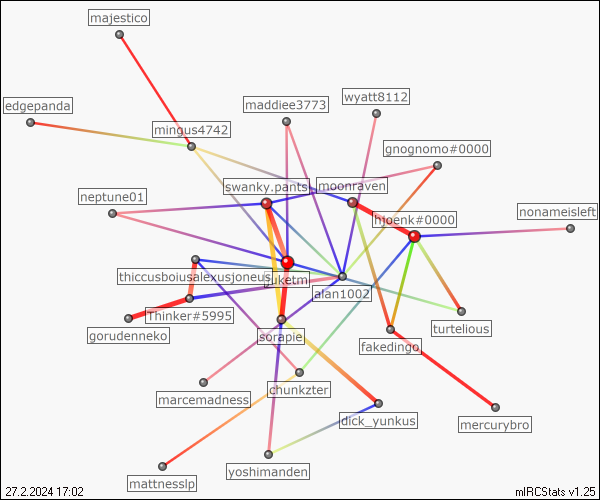 majestico
edgepanda
mingus4742
maddiee3773
wyatt8112
gnognomo#0000
neptune01
swanky.pants
moonraven
hjoenk#0000
nonameisleft
thiccusboiusalexusjoneus
juketm
alan1002
gorudenneko
Thinker#5995
sorapie
fakedingo
turtelious
marcemadness
chunkzter
dick_yunkus
mercurybro
mattnesslp
yoshimanden
27.2.2024 17:02
mIRCStats v1.25